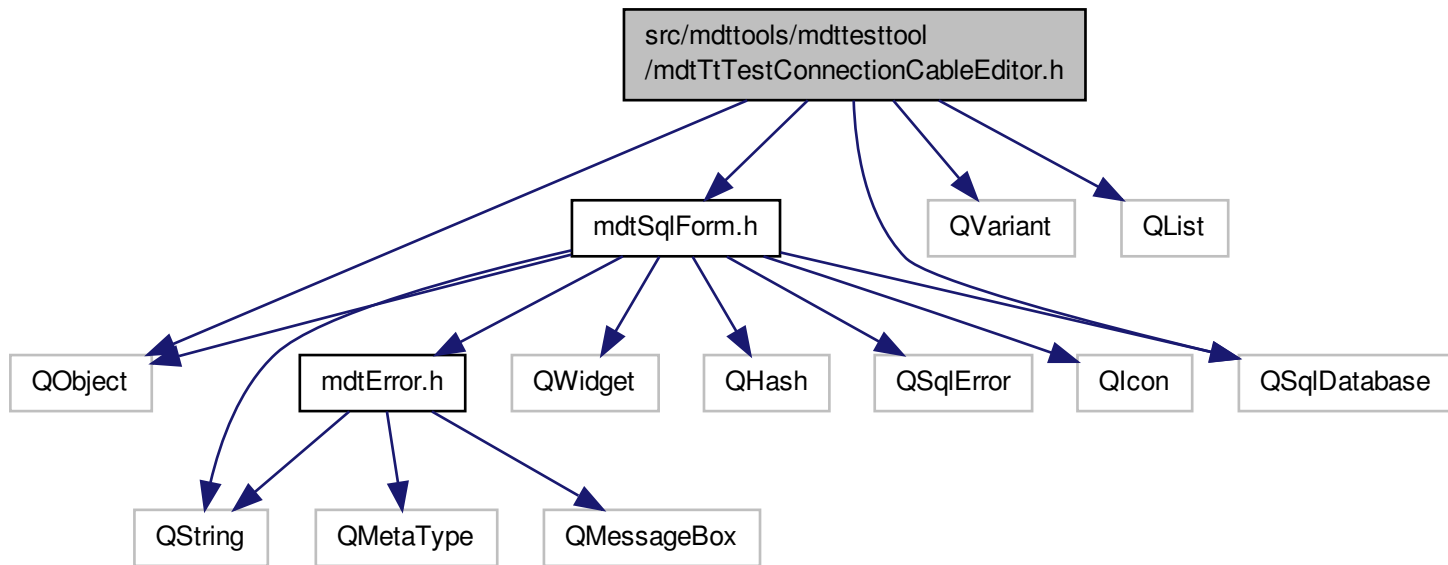 src/mdttools/mdttesttool
/mdtTtTestConnectionCableEditor.h
mdtSqlForm.h
QVariant
QList
QObject
mdtError.h
QWidget
QHash
QSqlError
QIcon
QSqlDatabase
QString
QMetaType
QMessageBox